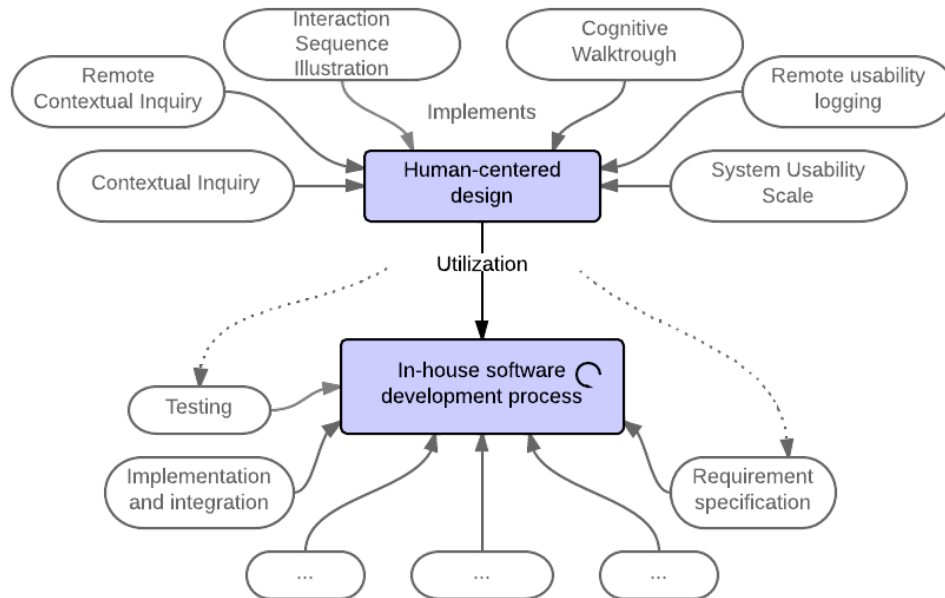 Interaction
Sequence
Illustration
Cognitive
Walktrough
Remote
Contextual Inquiry
Implements
Remote usability
logging
Contextual Inquiry
Human-centered
design
System Usability
Scale
Utilization
In-house software
development process
Testing
Implementation
and integration
Requirement
specification
...
...
...